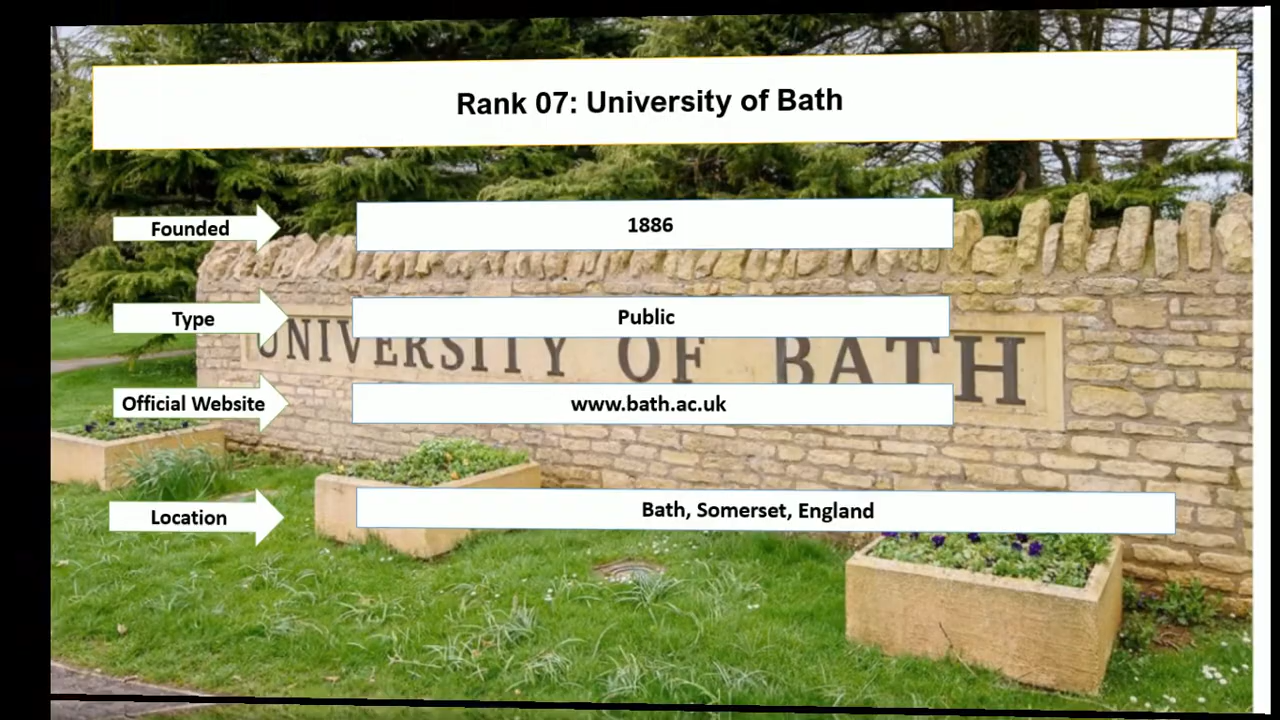 Rank 07: University of Bath
Founded
1886
Type
Public
UNIVERSITY OF BATH
Official Website
www.bath.ac.uk
Location
Bath, Somerset, England